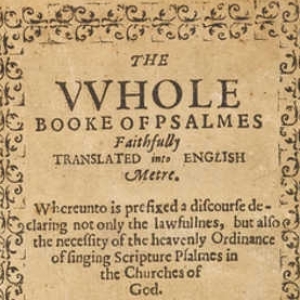 THE
VVHOLE
BOOKE OF PSALMES
Faithfully
TRANSLATED into ENGLISH
Metre.
Whereunto is prefixed a discourse de-
claring not only the lawfullnes, but also
the necessity of the heavenly Ordinance
of singing Scripture Psalmes in
the Churches of
God.